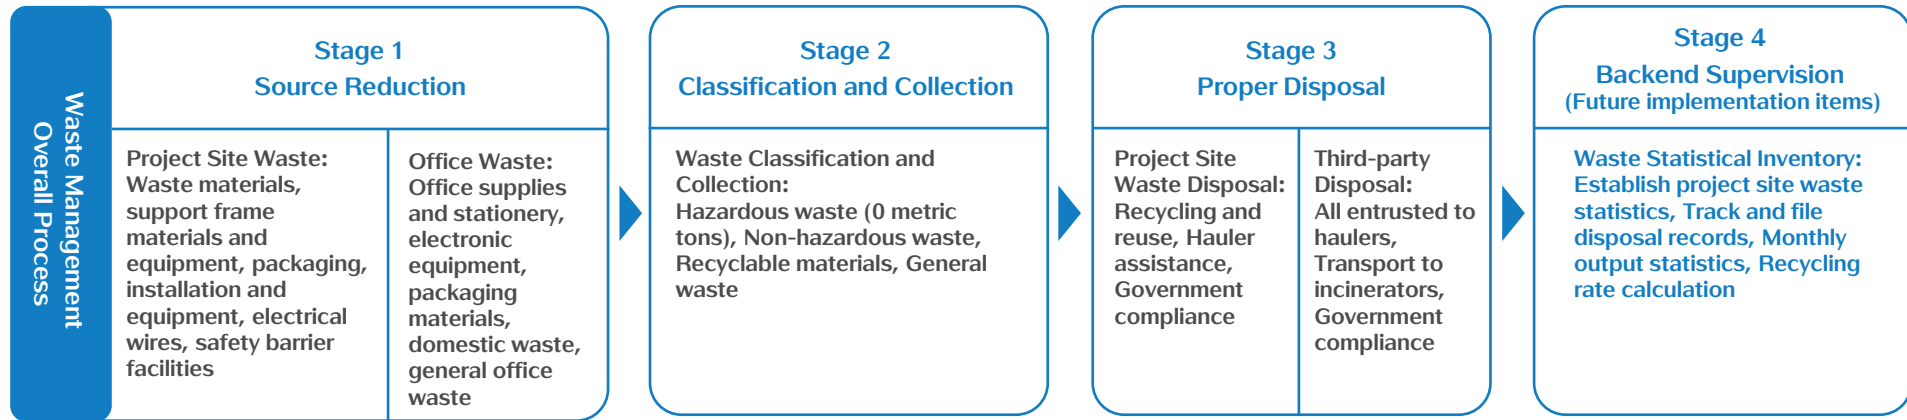 Waste Management
Overall Process
Stage 1
Source Reduction
Project Site Waste:
Waste materials,
support frame
materials and
equipment, packaging,
installation and
equipment, electrical
wires, safety barrier
facilities
Office Waste:
Office supplies
and stationery,
electronic
equipment,
packaging
materials,
domestic waste,
general office
waste
Stage 2
Classification and Collection
Waste Classification and
Collection:
Hazardous waste (0 metric
tons), Non-hazardous waste,
Recyclable materials, General
waste
Stage 3
Proper Disposal
Project Site
Waste Disposal:
Recycling and
reuse, Hauler
assistance,
Government
compliance
Third-party
Disposal:
All entrusted to
haulers,
Transport to
incinerators,
Government
compliance
Stage 4
Backend Supervision
(Future implementation items)
Waste Statistical Inventory:
Establish project site waste
statistics, Track and file
disposal records, Monthly
output statistics, Recycling
rate calculation